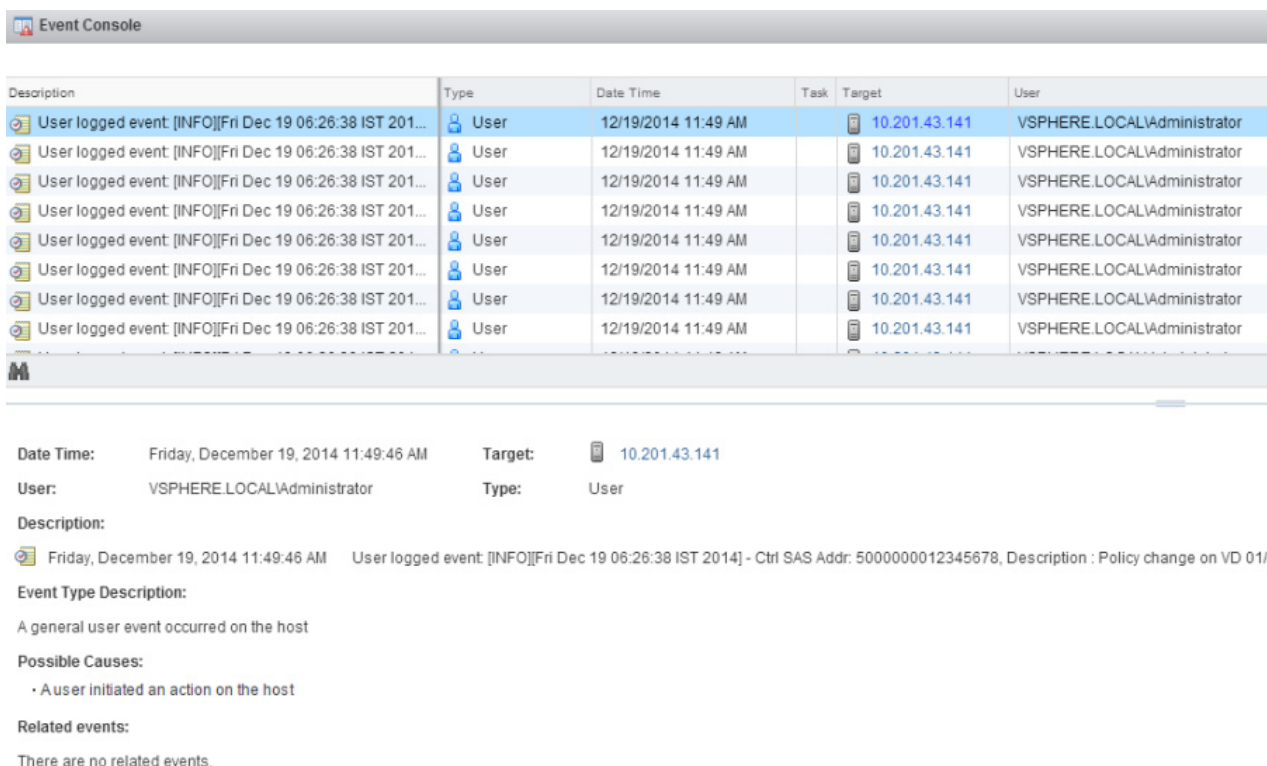 Event Console
Description Type Date Time Task Target User
User logged event: [INFO][Fri Dec 19 06:26:38 IST 201... User 12/19/2014 11:49 AM 10.201.43.141 VSPHERE.LOCAL\Administrator
User logged event: [INFO][Fri Dec 19 06:26:38 IST 201... User 12/19/2014 11:49 AM 10.201.43.141 VSPHERE.LOCAL\Administrator
User logged event: [INFO][Fri Dec 19 06:26:38 IST 201... User 12/19/2014 11:49 AM 10.201.43.141 VSPHERE.LOCAL\Administrator
User logged event: [INFO][Fri Dec 19 06:26:38 IST 201... User 12/19/2014 11:49 AM 10.201.43.141 VSPHERE.LOCAL\Administrator
User logged event: [INFO][Fri Dec 19 06:26:38 IST 201... User 12/19/2014 11:49 AM 10.201.43.141 VSPHERE.LOCAL\Administrator
User logged event: [INFO][Fri Dec 19 06:26:38 IST 201... User 12/19/2014 11:49 AM 10.201.43.141 VSPHERE.LOCAL\Administrator
User logged event: [INFO][Fri Dec 19 06:26:38 IST 201... User 12/19/2014 11:49 AM 10.201.43.141 VSPHERE.LOCAL\Administrator
User logged event: [INFO][Fri Dec 19 06:26:38 IST 201... User 12/19/2014 11:49 AM 10.201.43.141 VSPHERE.LOCAL\Administrator
Date Time: Friday, December 19, 2014 11:49:46 AM Target: 10.201.43.141
User: VSPHERE.LOCAL\Administrator Type: User
Description:
Friday, December 19, 2014 11:49:46 AM User logged event: [INFO][Fri Dec 19 06:26:38 IST 2014] - Ctrl SAS Addr: 5000000012345678, Description : Policy change on VD 01/
Event Type Description:
A general user event occurred on the host
Possible Causes:
• A user initiated an action on the host
Related events:
There are no related events.